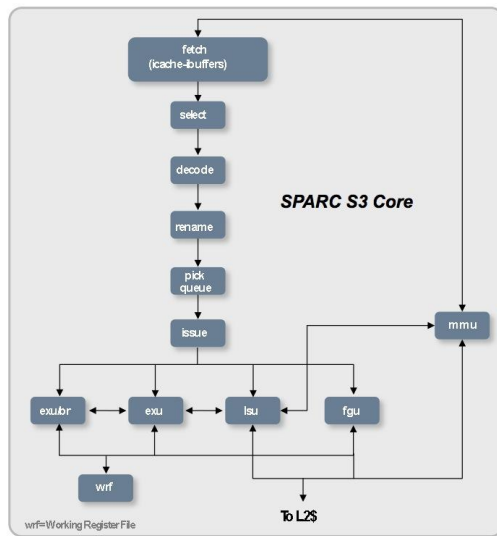 fetch
(icache-ibuffers)
select
decode
SPARC S3 Core
rename
pick
queue
issue
mmu
exu/br
exu
lsu
fgu
wrf
To L2$
wrf=Working Register File